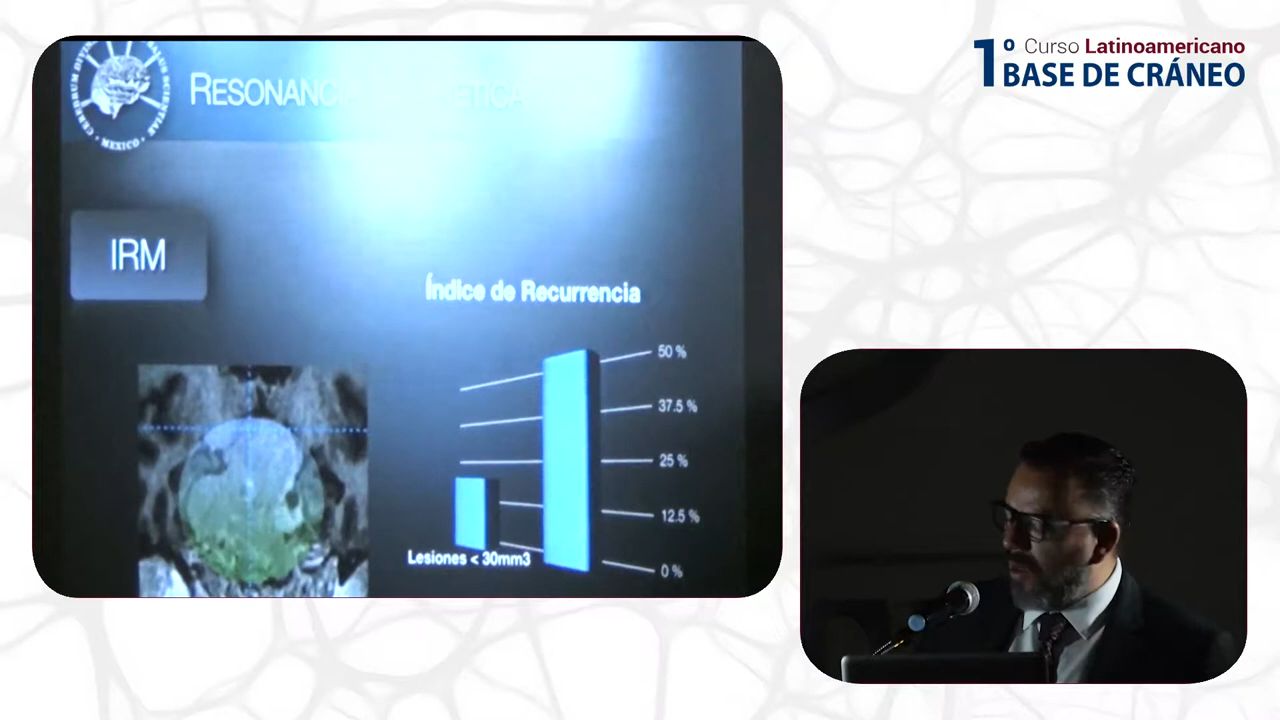 1º Curso Latinoamericano
BASE DE CRÁNEO
MEXICO
IRM
Índice de Recurrencia
50 %
37.5 %
25 %
12.5 %
0 %
Lesiones < 30mm3